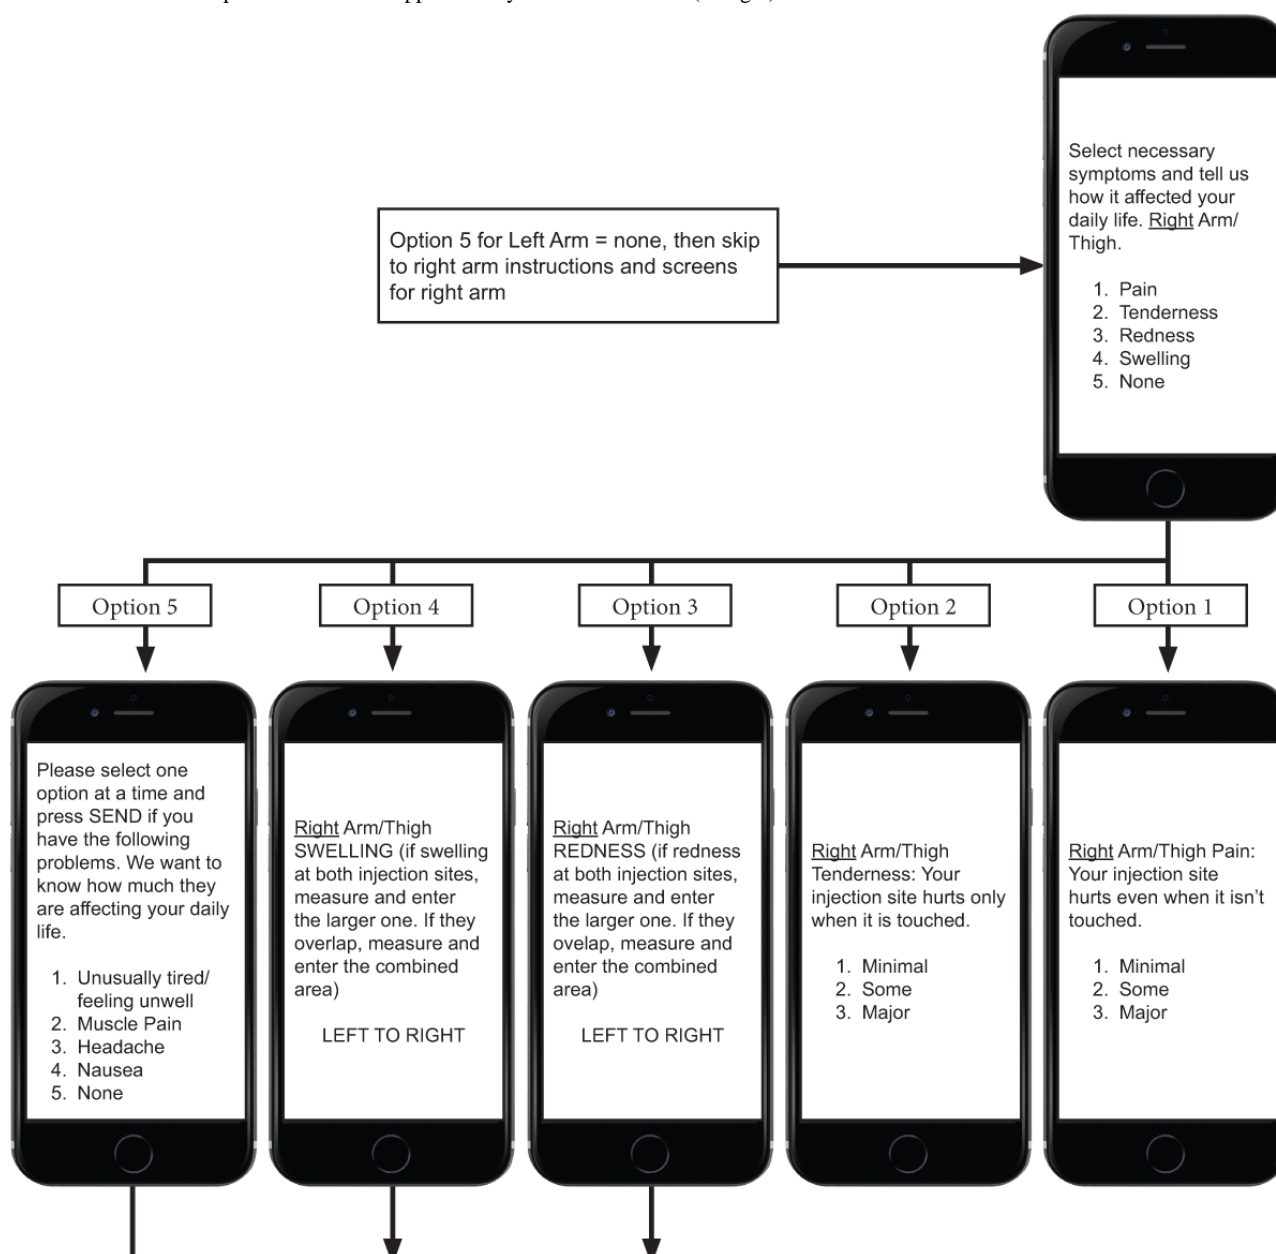 Select necessary
symptoms and tell us
how it affected your
daily life. Right Arm/
Thigh.
1. Pain
2. Tenderness
3. Redness
4. Swelling
5. None
Option 5 for Left Arm = none, then skip
to right arm instructions and screens
for right arm
Option 5
Option 4
Option 3
Option 2
Option 1
Please select one
option at a time and
press SEND if you
have the following
problems. We want to
know how much they
are affecting your daily
life.
1. Unusually tired/
feeling unwell
2. Muscle Pain
3. Headache
4. Nausea
5. None
Right Arm/Thigh
SWELLING (if swelling
at both injection sites,
measure and enter
the larger one. If they
overlap, measure and
enter the combined
area)
LEFT TO RIGHT
Right Arm/Thigh
REDNESS (if redness
at both injection sites,
measure and enter
the larger one. If they
ovelap, measure and
enter the combined
area)
LEFT TO RIGHT
Right Arm/Thigh
Tenderness: Your
injection site hurts only
when it is touched.
1. Minimal
2. Some
3. Major
Right Arm/Thigh Pain:
Your injection site
hurts even when it isn't
touched.
1. Minimal
2. Some
3. Major